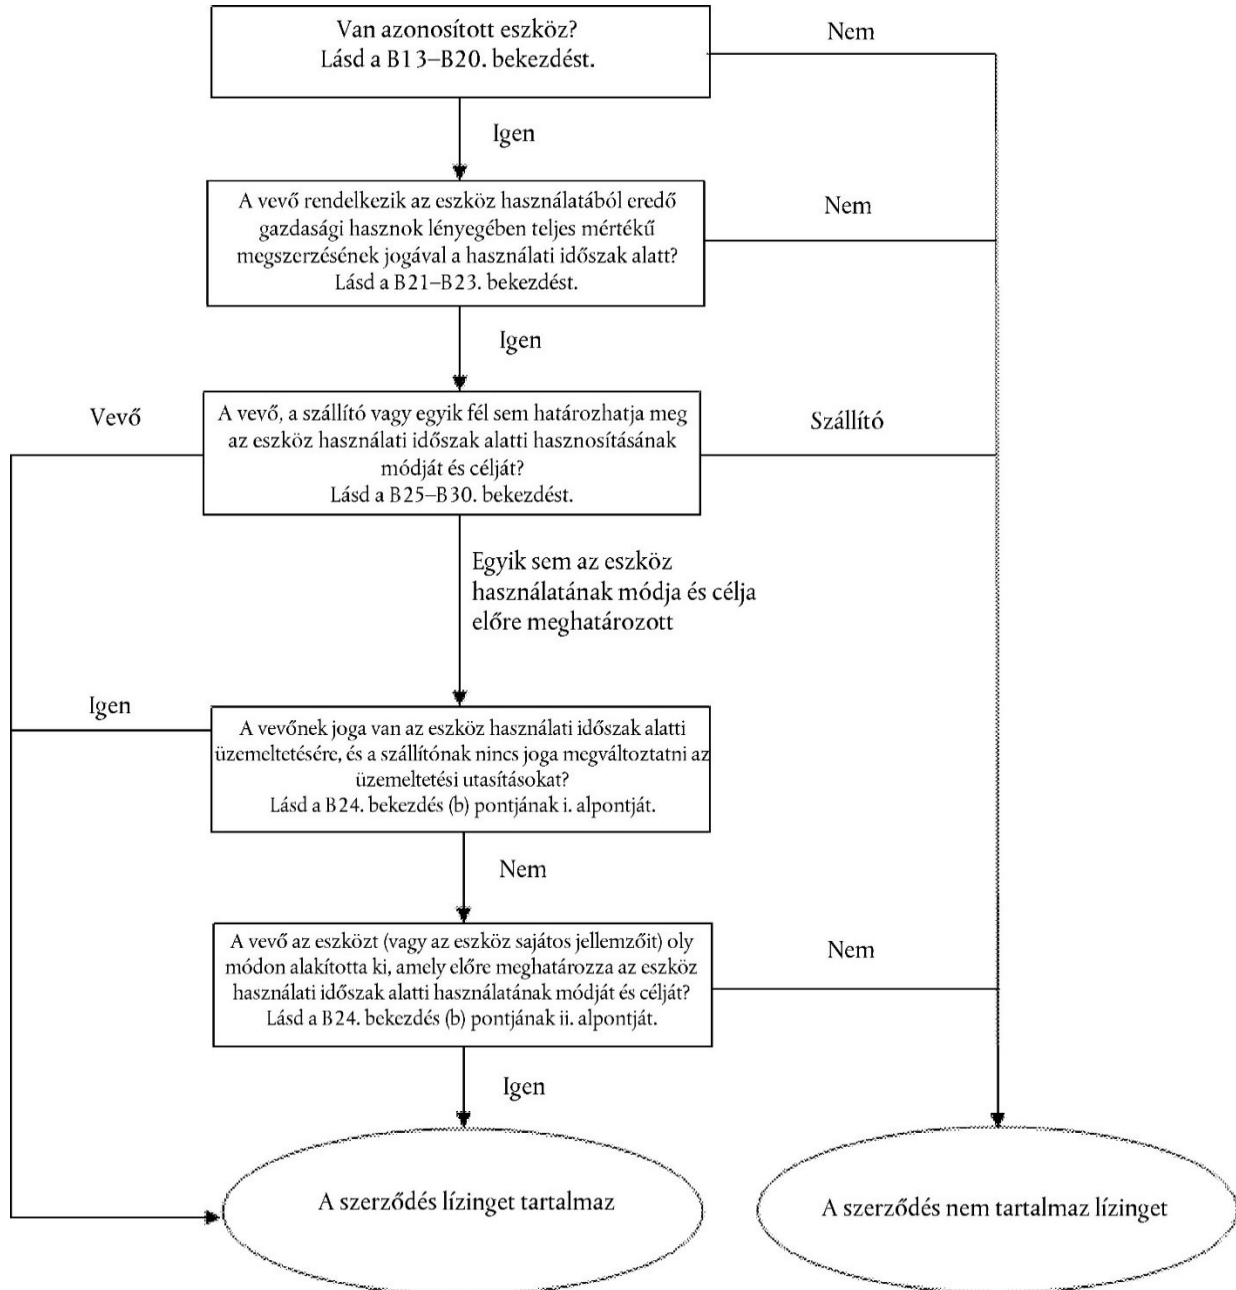 Van azonosított eszköz?
Lásd a B13–B20. bekezdést.
Nem
Igen
A vevő rendelkezik az eszköz használatából eredő
gazdasági hasznok lényegében teljes mértékű
megszerzésének jogával a használati időszak alatt?
Lásd a B21–B23. bekezdést.
Nem
Igen
Vevő
A vevő, a szállító vagy egyik fél sem határozhatja meg
az eszköz használati időszak alatti hasznosításának
módját és célját?
Lásd a B25–B30. bekezdést.
Szállító
Egyik sem az eszköz
használatának módja és célja
előre meghatározott
Igen
A vevőnek joga van az eszköz használati időszak alatti
üzemeltetésére, és a szállítónak nincs joga megváltoztatni az
üzemeltetési utasításokat?
Lásd a B24. bekezdés (b) pontjának i. alpontját.
Nem
A vevő az eszközt (vagy az eszköz sajátos jellemzőit) oly
módon alakította ki, amely előre meghatározza az eszköz
használati időszak alatti használatának módját és célját?
Lásd a B24. bekezdés (b) pontjának ii. alpontját.
Nem
Igen
A szerződés lízinget tartalmaz
A szerződés nem tartalmaz lízinget